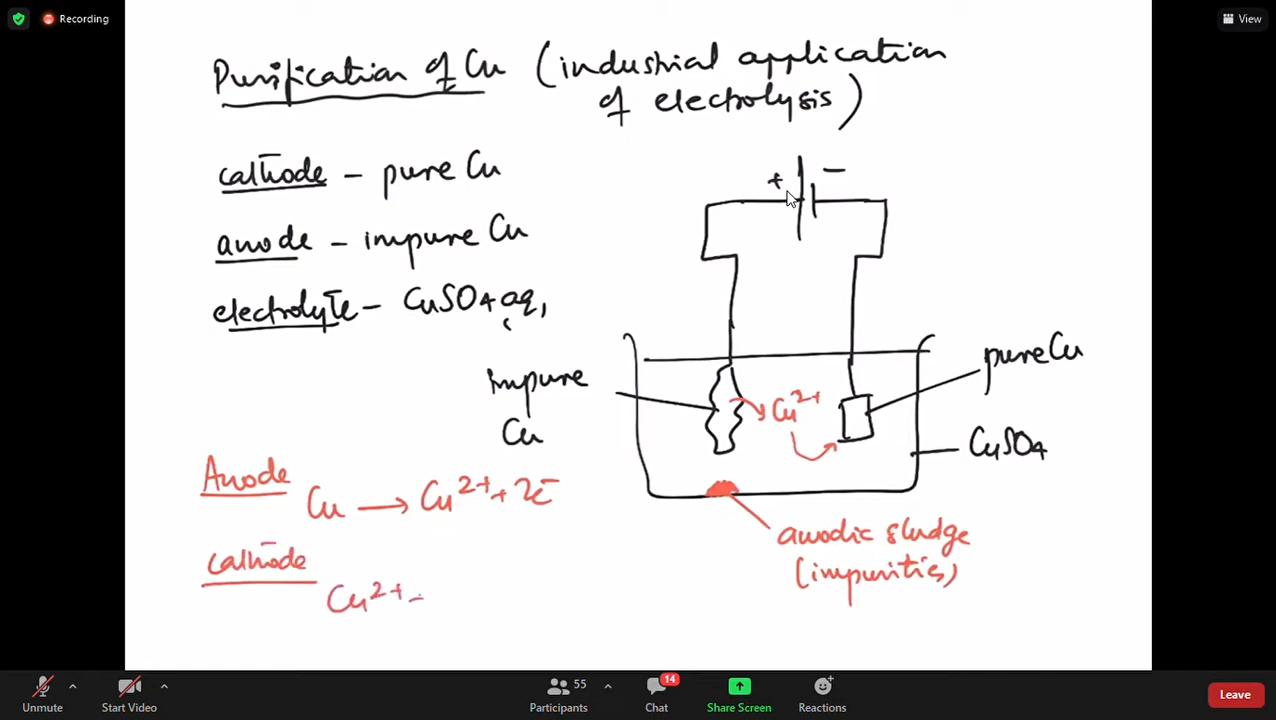 Recording
View
Purification of Cu (industrial application
of electrolysis)
cathode – pure Cu
anode – impure Cu
electrolyte – CuSO4 aq,
+ –
impure
Cu
Cu2+
pure Cu
CuSO4
Anode
Cu → Cu2+ + 2e–
anodic sludge
(impurities)
cathode
Cu2+ -
Unmute
Start Video
55
Participants
14
Chat
Share Screen
Reactions
Leave